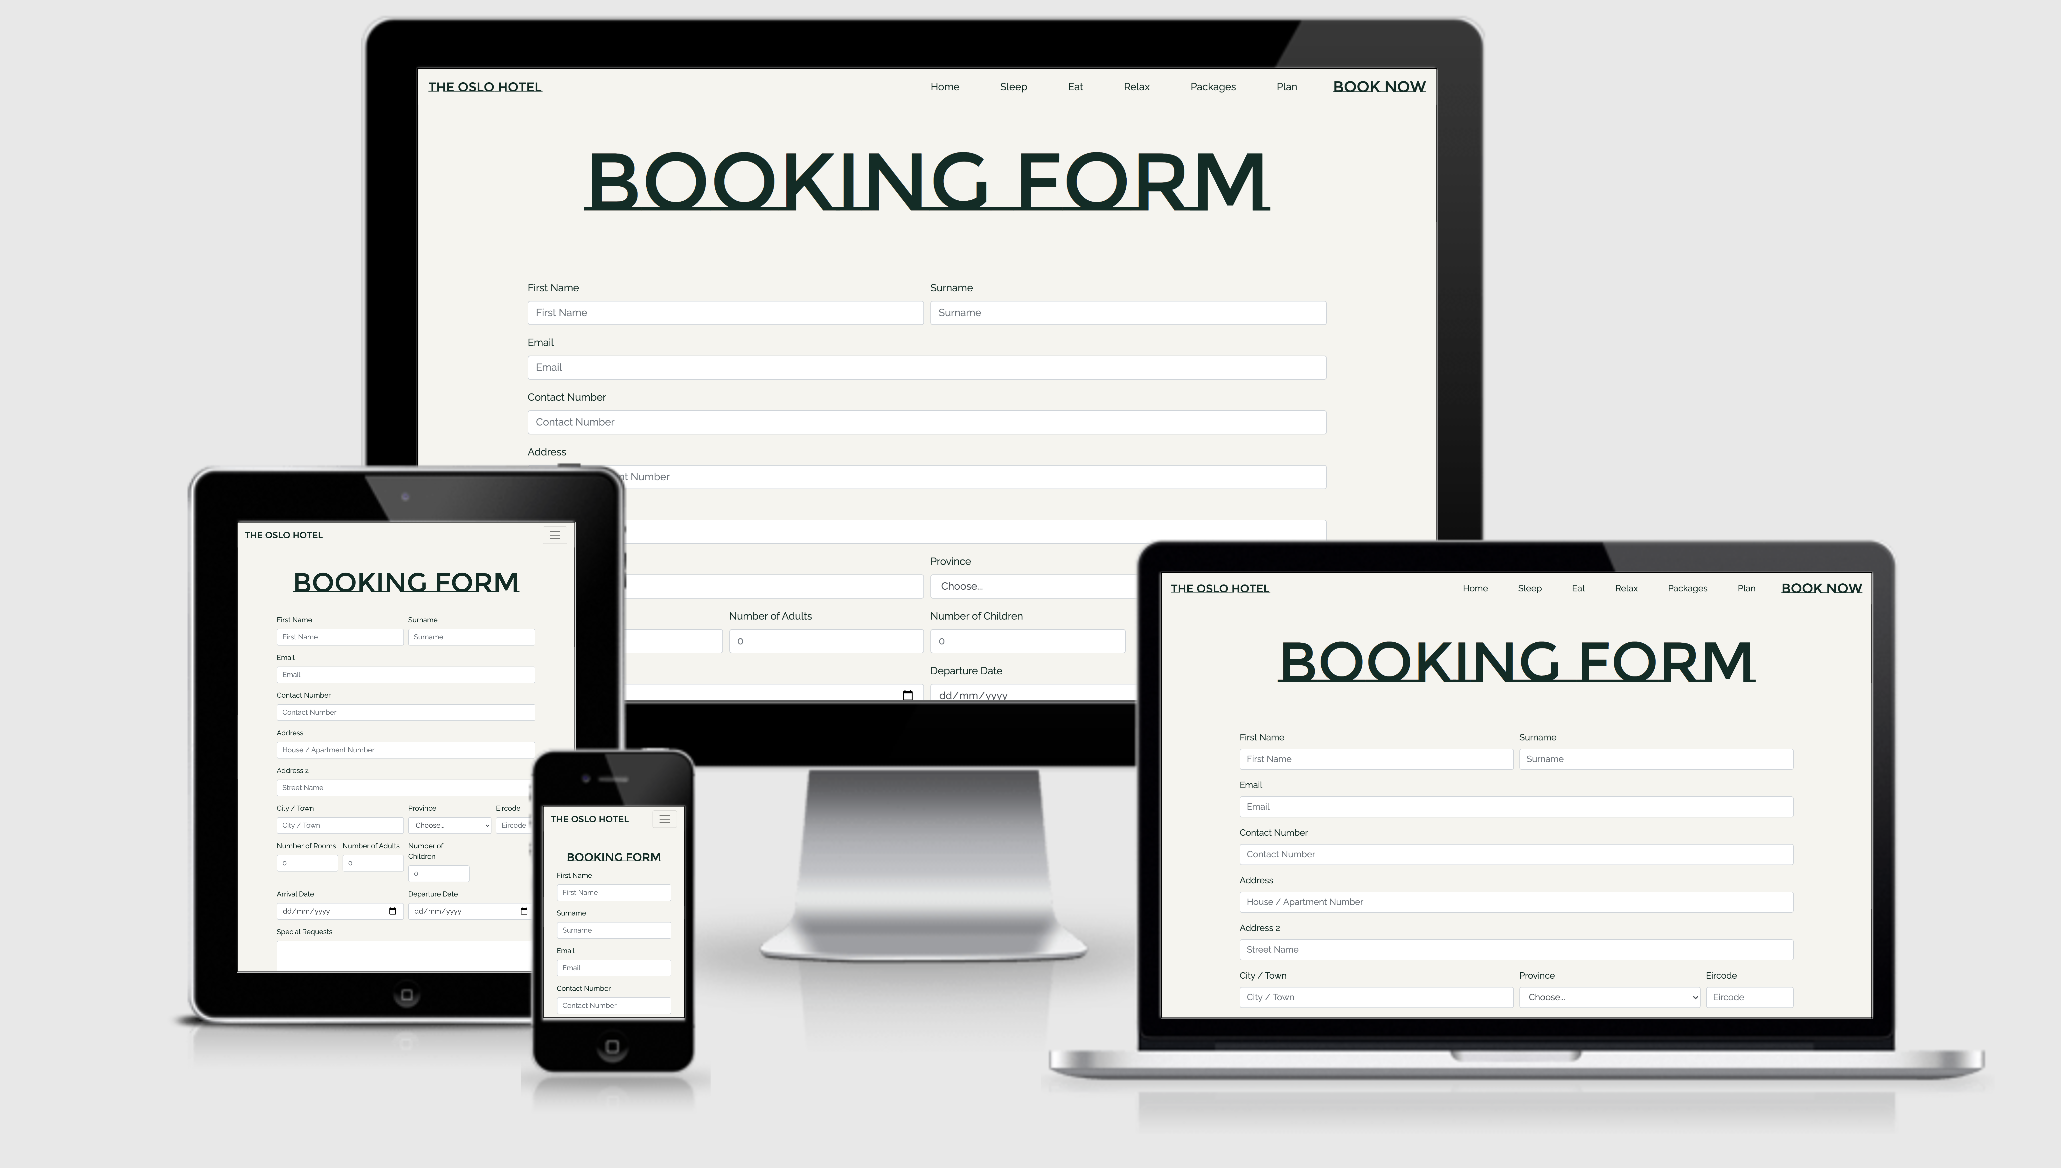 THE OSLO HOTEL Home Sleep Eat Relax Packages Plan BOOK NOW
BOOKING FORM
First Name Surname
First Name Surname
Email
Email
Contact Number
Contact Number
Address
nt Number
Province
Choose...
Number of Adults Number of Children
0 0
Departure Date
dd/mm/yyyy
THE OSLO HOTEL
BOOKING FORM
First Name Surname
First Name Surname
Email
Email
Contact Number
Contact Number
Address
House / Apartment Number
Address 2
Street Name
City / Town Province Eircode
City / Town Choose... Eircode
Number of Rooms Number of Adults Number of
Children
0 0
0
Arrival Date Departure Date
dd/mm/yyyy dd/mm/yyyy
Special Requests
THE OSLO HOTEL
BOOKING FORM
First Name
First Name
Surname
Surname
Email
Email
Contact Number
Contact Number
THE OSLO HOTEL Home Sleep Eat Relax Packages Plan BOOK NOW
BOOKING FORM
First Name Surname
First Name Surname
Email
Email
Contact Number
Contact Number
Address
House / Apartment Number
Address 2
Street Name
City / Town Province Eircode
City / Town Choose... Eircode